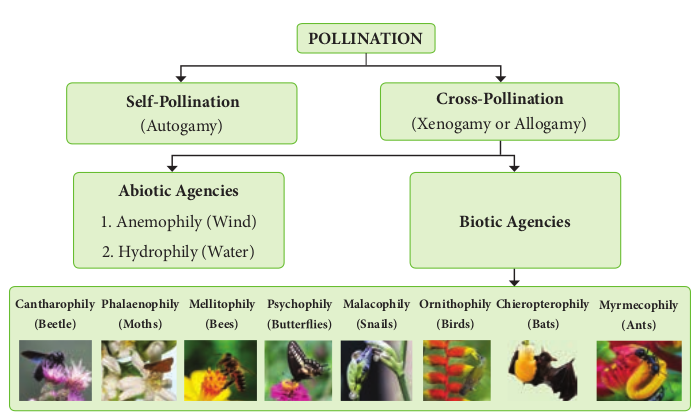 POLLINATION
Self-Pollination
(Autogamy)
Cross-Pollination
(Xenogamy or Allogamy)
Abiotic Agencies
1. Anemophily (Wind)
2. Hydrophily (Water)
Biotic Agencies
Cantharophily
(Beetle)
Phalaenophily
(Moths)
Mellitophily
(Bees)
Psychophily
(Butterflies)
Malacophily
(Snails)
Ornithophily
(Birds)
Chieropterophily
(Bats)
Myrmecophily
(Ants)